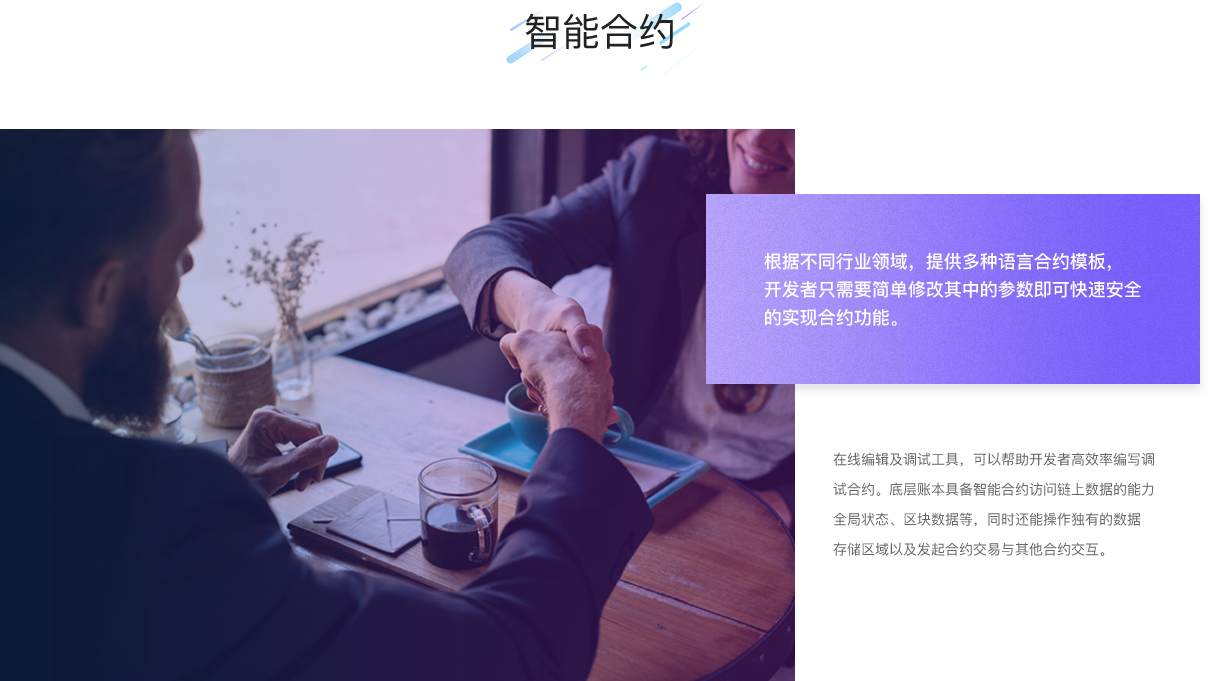 智能合约
根据不同行业领域，提供多种语言合约模板，
开发者只需要简单修改其中的参数即可快速安全
的实现合约功能。
在线编辑及调试工具，可以帮助开发者高效率编写调
试合约。底层账本具备智能合约访问链上数据的能力
全局状态、区块数据等，同时还能操作独有的数据
存储区域以及发起合约交易与其他合约交互。